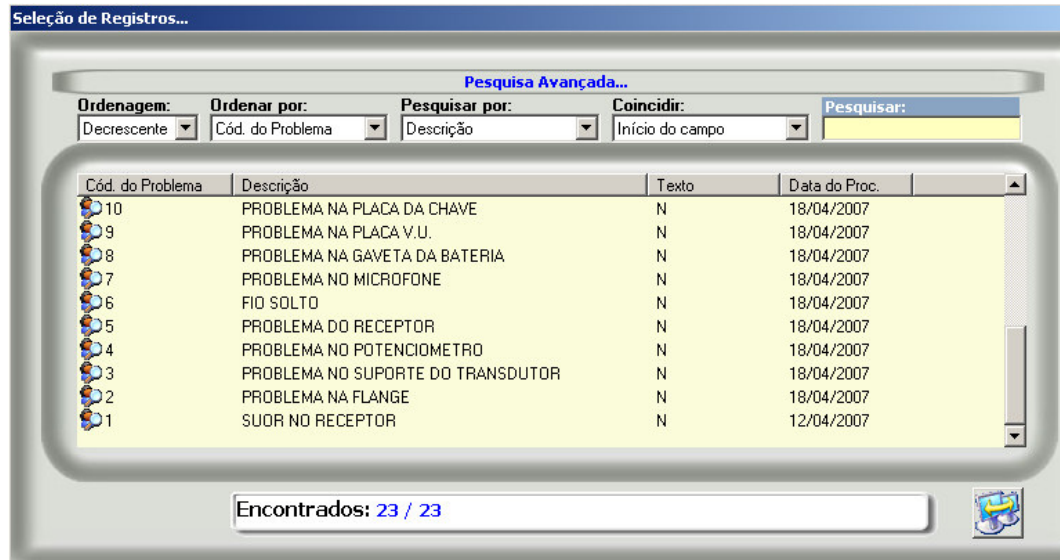 Seleção de Registros...
Pesquisa Avançada...
Ordenagem: Ordenar por: Pesquisar por: Coincidir: Pesquisar:
Decrescente Cód. do Problema Descrição Início do campo
Cód. do Problema Descrição Texto Data do Proc.
10 PROBLEMA NA PLACA DA CHAVE N 18/04/2007
9 PROBLEMA NA PLACA V.U. N 18/04/2007
8 PROBLEMA NA GAVETA DA BATERIA N 18/04/2007
7 PROBLEMA NO MICROFONE N 18/04/2007
6 FIO SOLTO N 18/04/2007
5 PROBLEMA DO RECEPTOR N 18/04/2007
4 PROBLEMA NO POTENCIOMETRO N 18/04/2007
3 PROBLEMA NO SUPORTE DO TRANSDUTOR N 18/04/2007
2 PROBLEMA NA FLANGE N 18/04/2007
1 SUOR NO RECEPTOR N 12/04/2007
Encontrados: 23 / 23